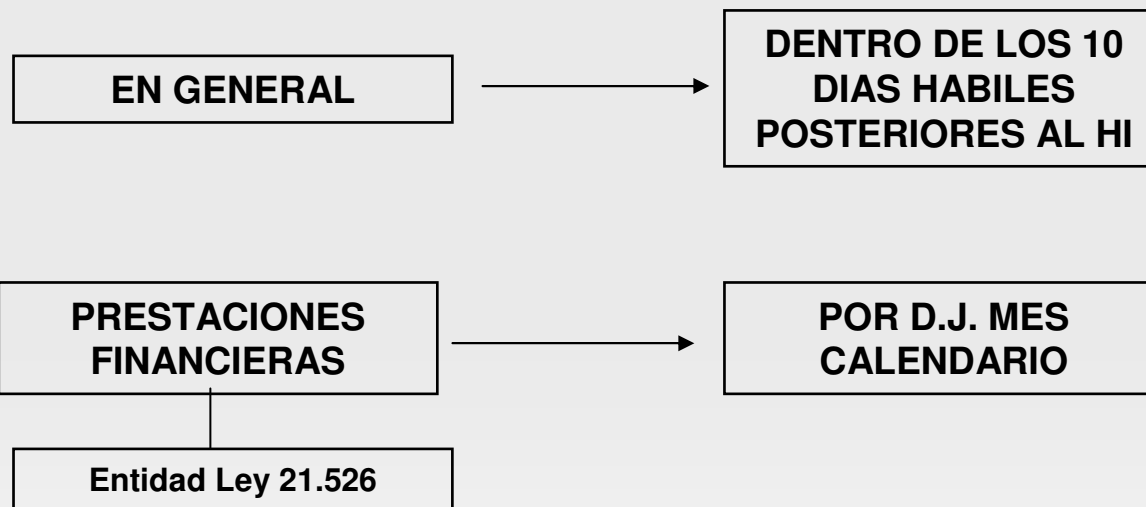 EN GENERAL
DENTRO DE LOS 10
DIAS HABILES
POSTERIORES AL HI
PRESTACIONES
FINANCIERAS
POR D.J. MES
CALENDARIO
Entidad Ley 21.526